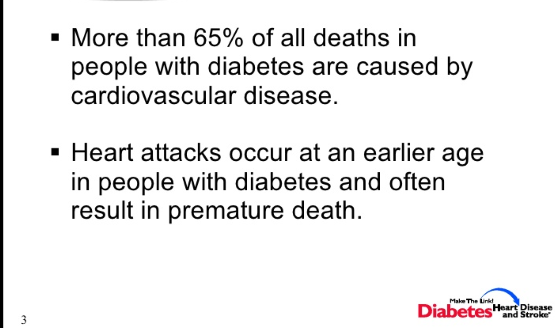 ▪ More than 65% of all deaths in
people with diabetes are caused by
cardiovascular disease.
▪ Heart attacks occur at an earlier age
in people with diabetes and often
result in premature death.
3
Make The Link!
Diabetes Heart Disease
and Stroke